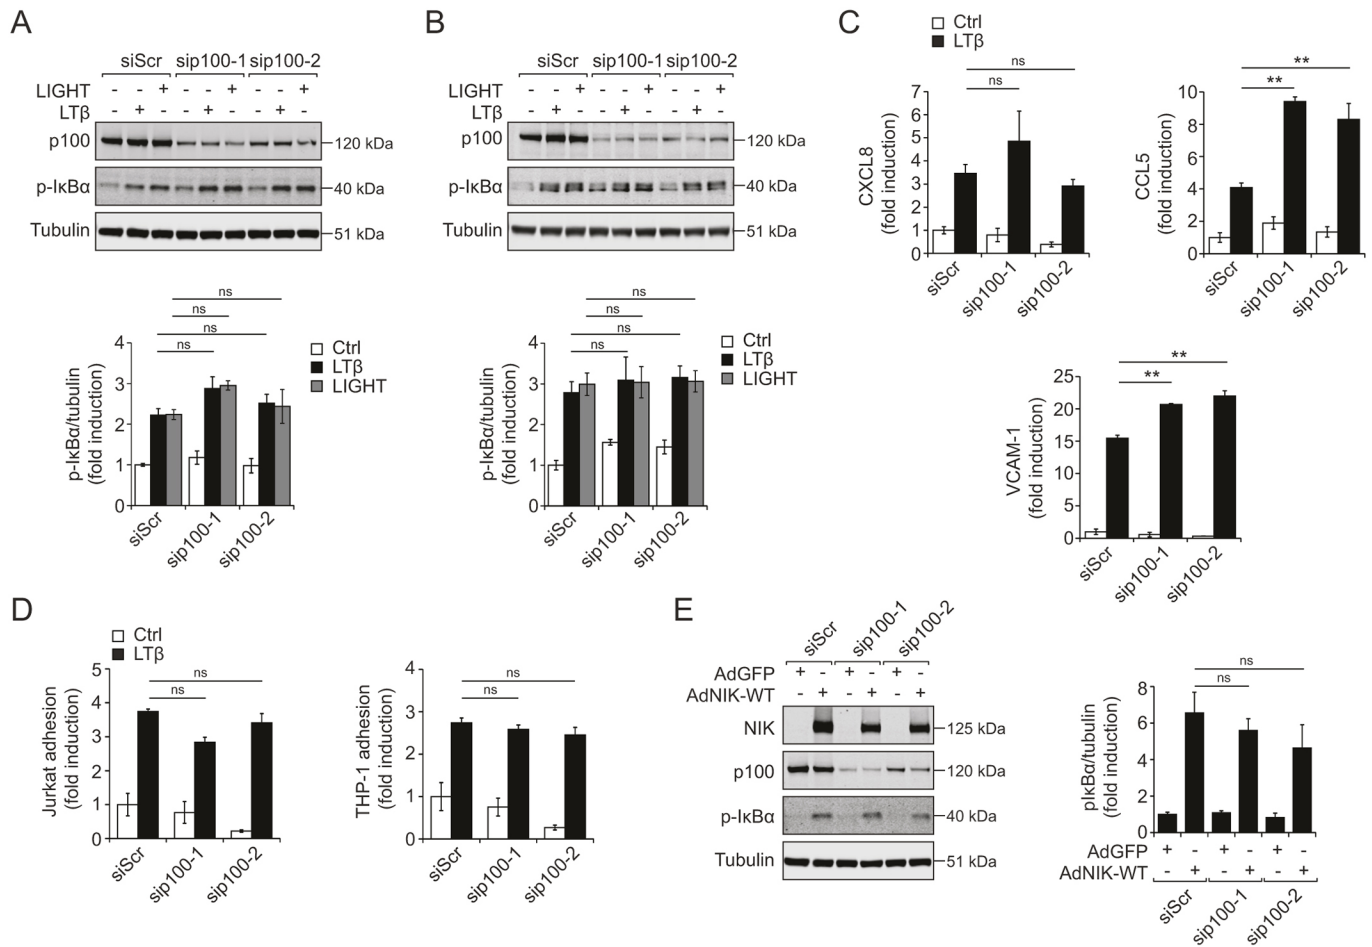 A
siScr sip100-1 sip100-2
LIGHT - - + - - + - - +
LTβ - + - - + - - + -
p100 120 kDa
p-IκBα 40 kDa
Tubulin 51 kDa
ns
ns
ns
ns
Ctrl
LTβ
LIGHT
p-IκBα/tubulin
(fold induction)
4
3
2
1
0
siScr sip100-1 sip100-2
B
siScr sip100-1 sip100-2
LIGHT - - + - - + - - +
LTβ - + - - + - - + -
p100 120 kDa
p-IκBα 40 kDa
Tubulin 51 kDa
ns
ns
ns
ns
Ctrl
LTβ
LIGHT
p-IκBα/tubulin
(fold induction)
4
3
2
1
0
siScr sip100-1 sip100-2
C
Ctrl
LTβ
ns
ns
CXCL8
(fold induction)
7
6
5
4
3
2
1
0
siScr sip100-1 sip100-2
**
**
CCL5
(fold induction)
10
8
6
4
2
0
siScr sip100-1 sip100-2
**
**
VCAM-1
(fold induction)
25
20
15
10
5
0
siScr sip100-1 sip100-2
D
Ctrl
LTβ
ns
ns
Jurkat adhesion
(fold induction)
5
4
3
2
1
0
siScr sip100-1 sip100-2
ns
ns
THP-1 adhesion
(fold induction)
4
3
2
1
0
siScr sip100-1 sip100-2
E
siScr sip100-1 sip100-2
AdGFP + - + - + -
AdNIK-WT - + - + - +
NIK 125 kDa
p100 120 kDa
p-IκBα 40 kDa
Tubulin 51 kDa
ns
ns
pIκBα/tubulin
(fold induction)
8
6
4
2
0
AdGFP + - + - + -
AdNIK-WT - + - + - +
siScr sip100-1 sip100-2